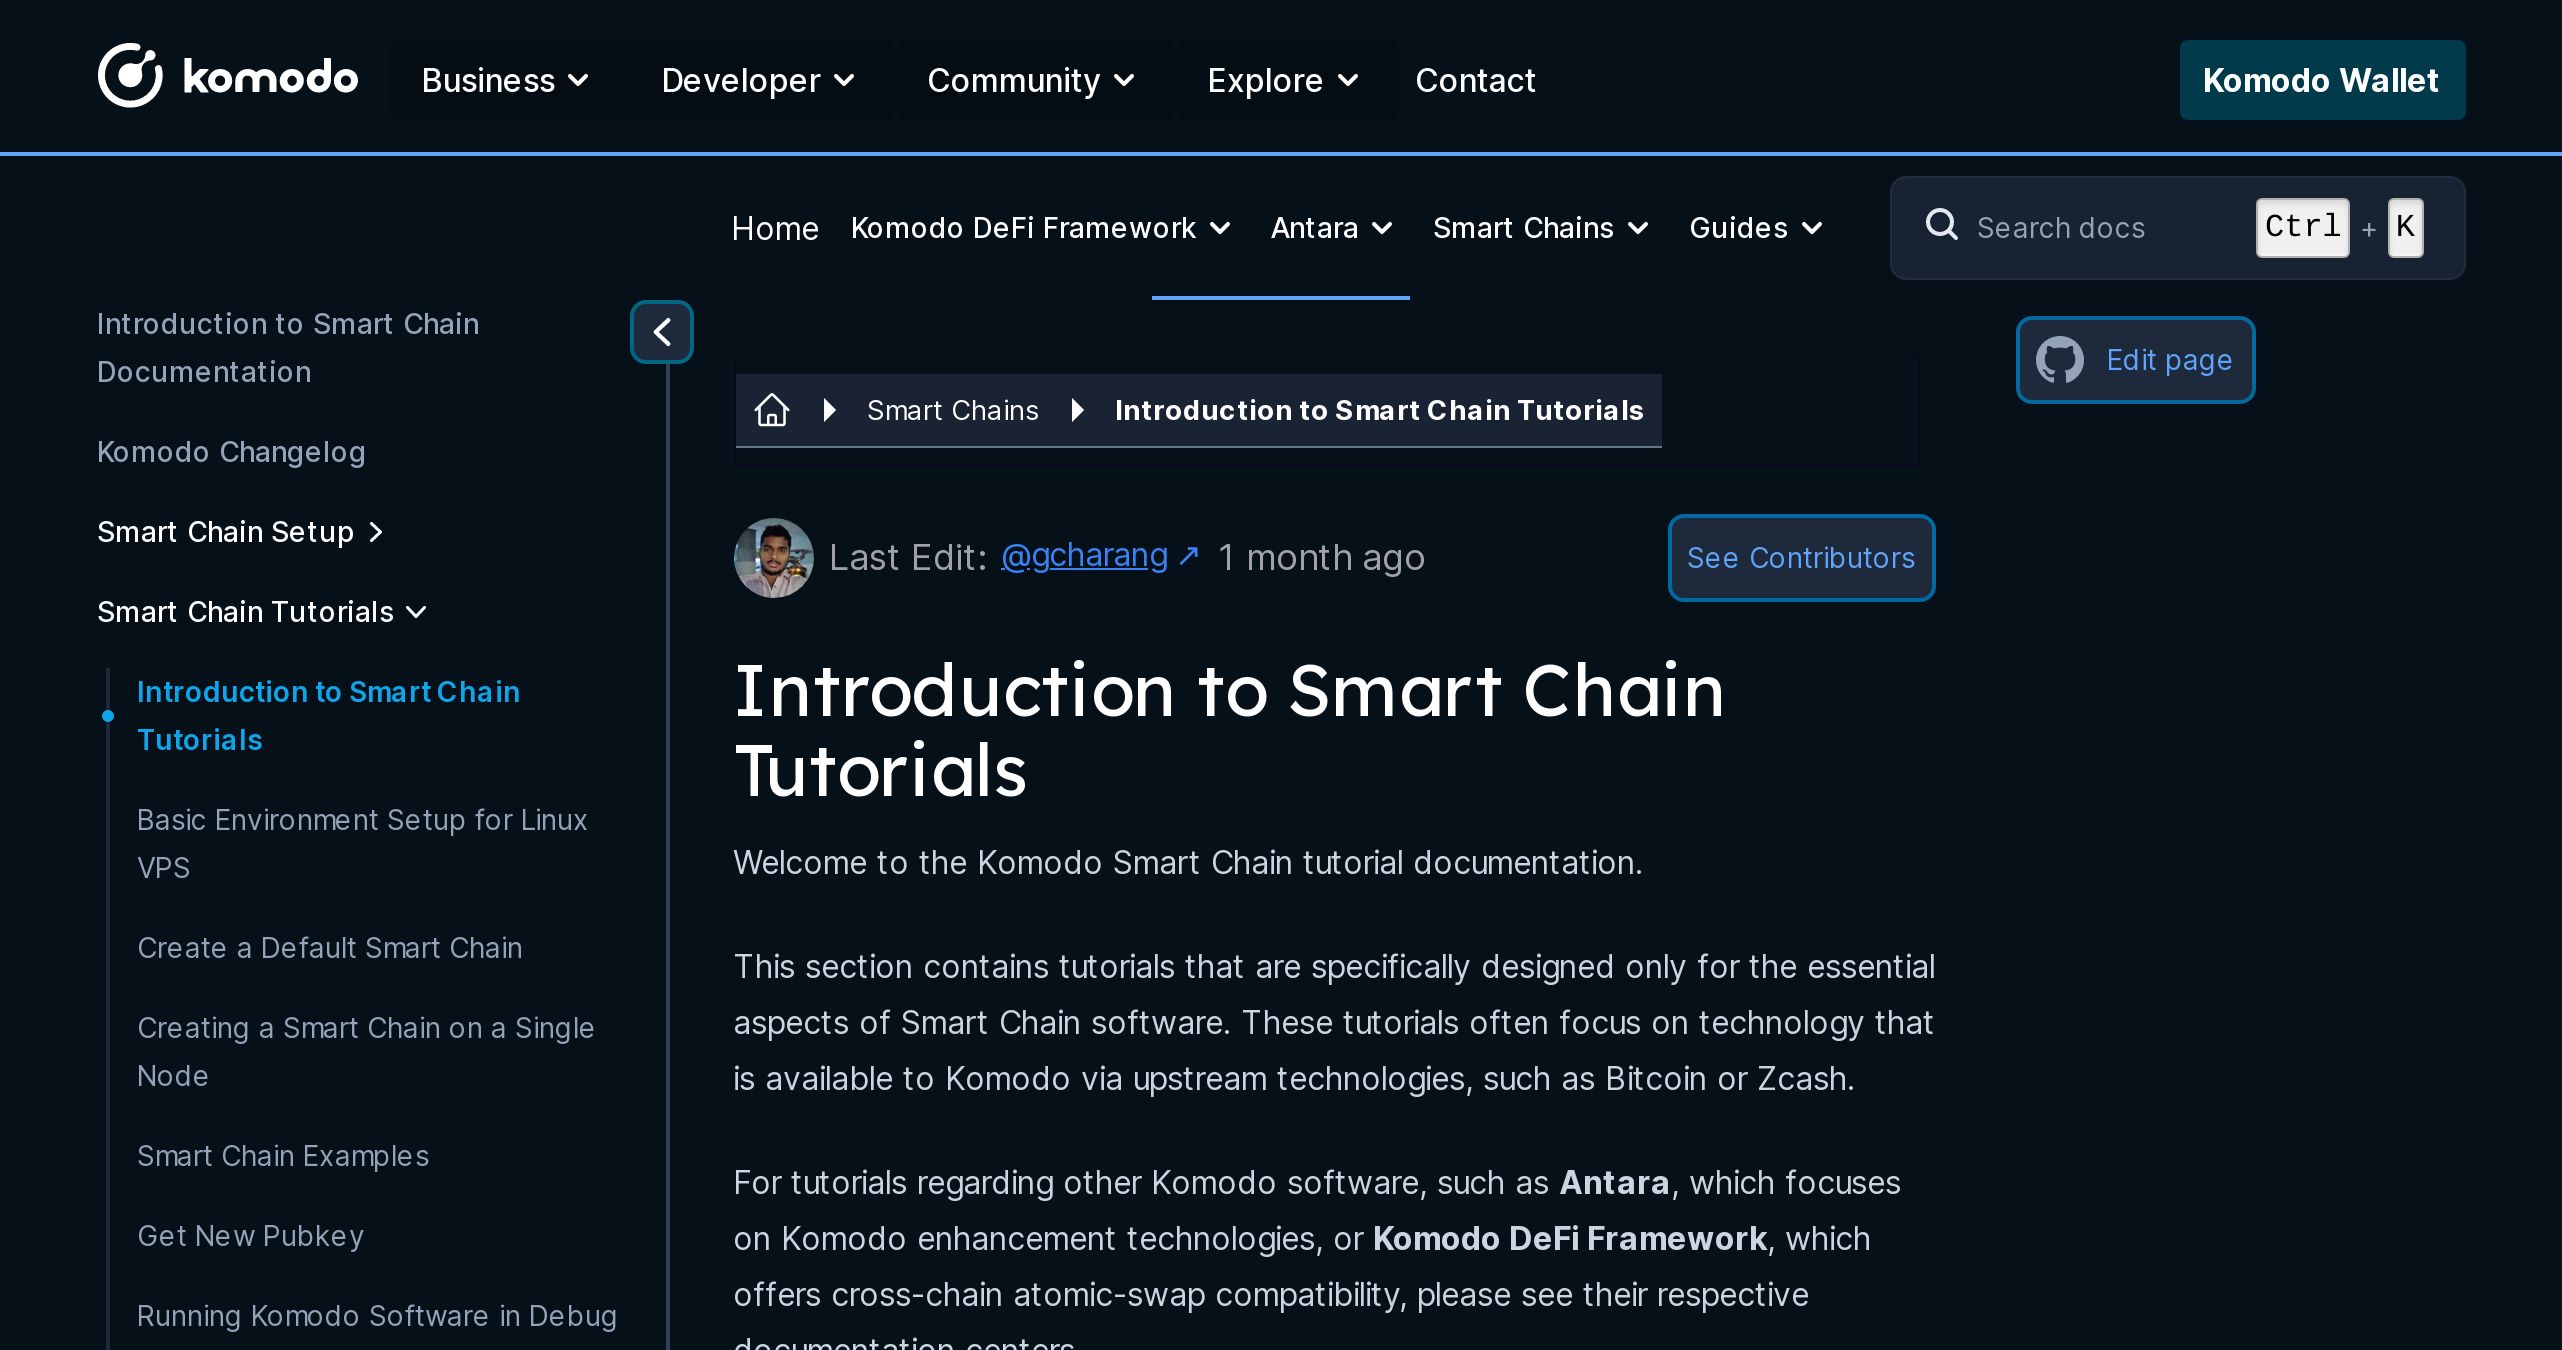 komodo Business Developer Community Explore Contact Komodo Wallet
Home Komodo DeFi Framework Antara Smart Chains Guides Search docs Ctrl + K
Introduction to Smart Chain
Documentation
Komodo Changelog
Smart Chain Setup
Smart Chain Tutorials
Introduction to Smart Chain
Tutorials
Basic Environment Setup for Linux
VPS
Create a Default Smart Chain
Creating a Smart Chain on a Single
Node
Smart Chain Examples
Get New Pubkey
Running Komodo Software in Debug
Edit page
Smart Chains Introduction to Smart Chain Tutorials
Last Edit: @gcharang ↗ 1 month ago See Contributors
Introduction to Smart Chain
Tutorials
Welcome to the Komodo Smart Chain tutorial documentation.
This section contains tutorials that are specifically designed only for the essential
aspects of Smart Chain software. These tutorials often focus on technology that
is available to Komodo via upstream technologies, such as Bitcoin or Zcash.
For tutorials regarding other Komodo software, such as Antara, which focuses
on Komodo enhancement technologies, or Komodo DeFi Framework, which
offers cross-chain atomic-swap compatibility, please see their respective
documentation centers.